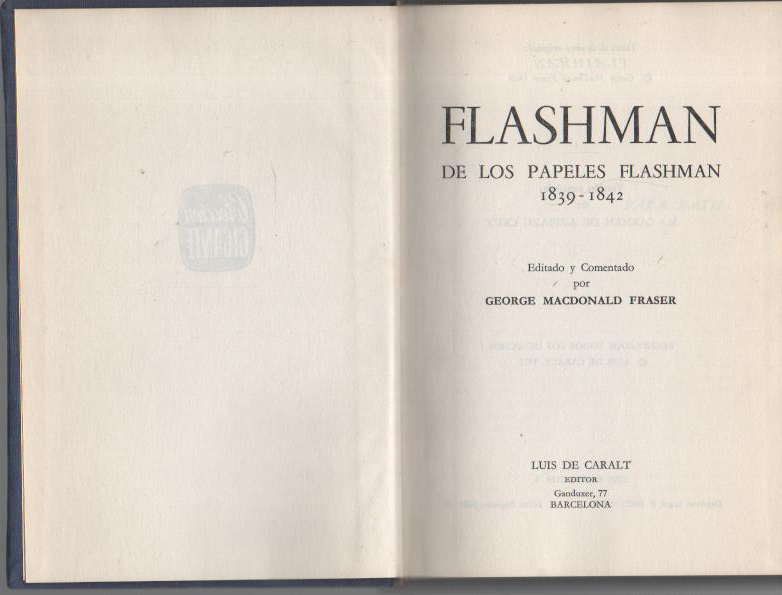 FLASHMAN
DE LOS PAPELES FLASHMAN
1839-1842
Editado y Comentado
por
GEORGE MACDONALD FRASER
LUIS DE CARALT
EDITOR
Ganduxer, 77
BARCELONA